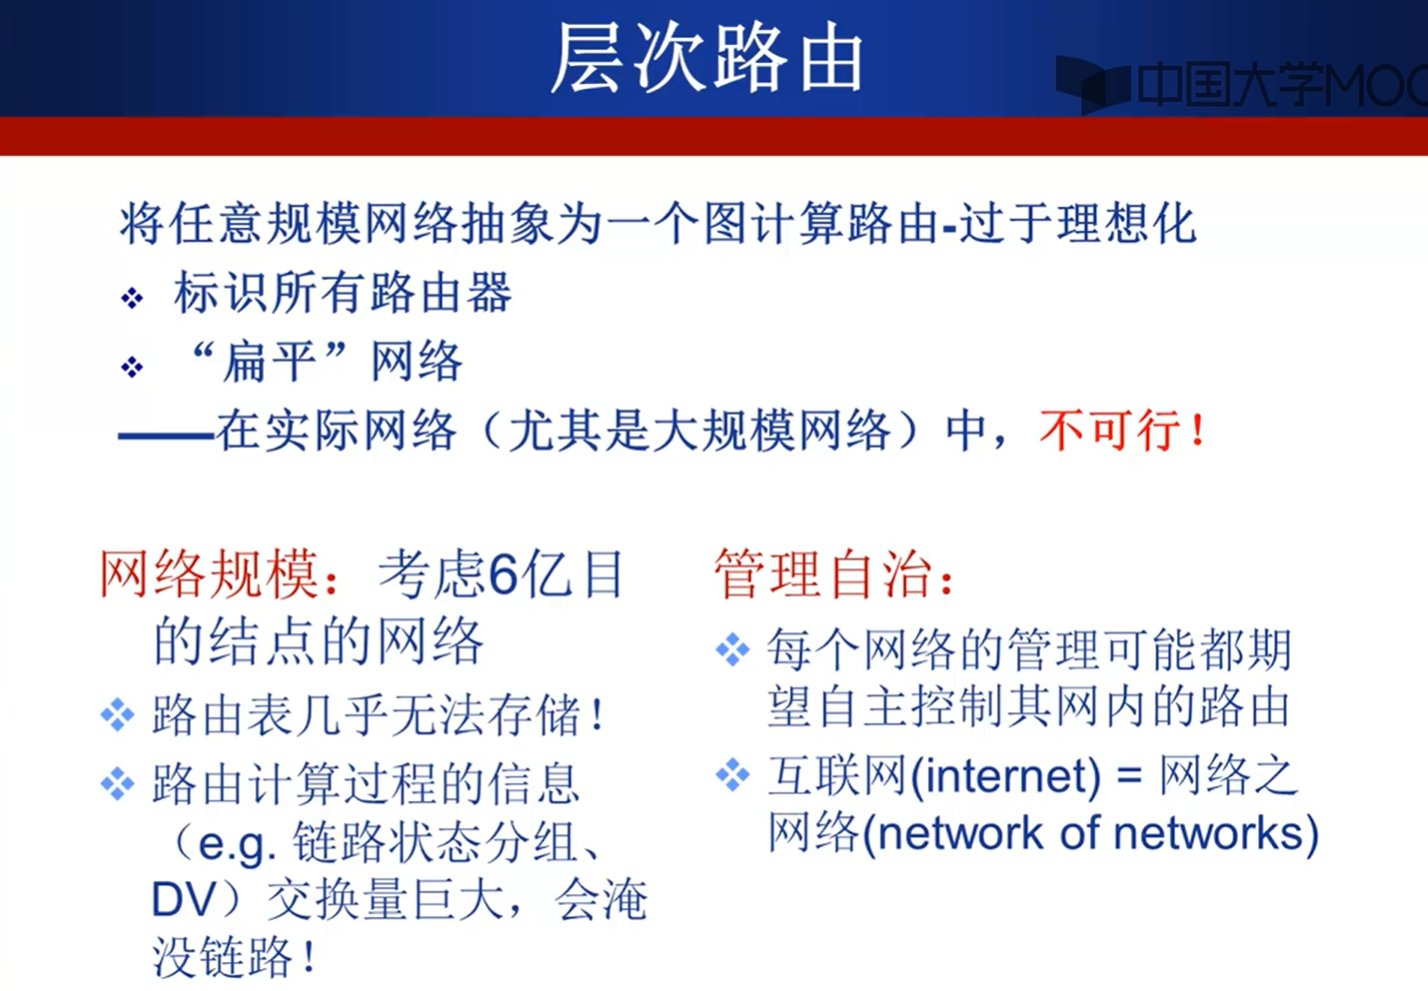 层次路由
中国大学MOO
将任意规模网络抽象为一个图计算路由-过于理想化
❖ 标识所有路由器
❖ “扁平”网络
——在实际网络（尤其是大规模网络）中，不可行！
网络规模：考虑6亿目
的结点的网络
❖ 路由表几乎无法存储！
❖ 路由计算过程的信息
（e.g. 链路状态分组、
DV）交换量巨大，会淹
没链路！
管理自治：
❖ 每个网络的管理可能都期
望自主控制其网内的路由
❖ 互联网(internet) = 网络之
网络(network of networks)